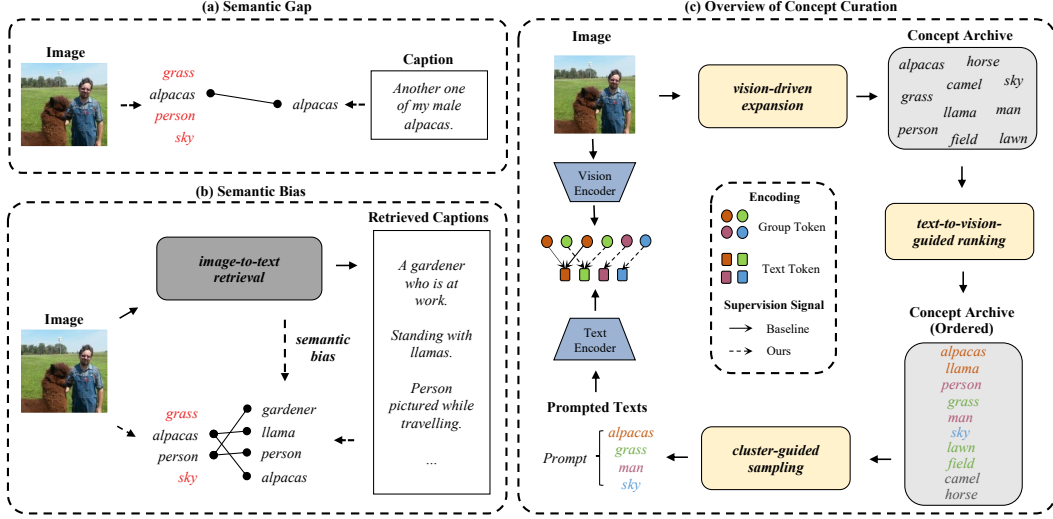 (a) Semantic Gap
Image
grass
alpacas
person
sky
alpacas
Caption
Another one
of my male
alpacas.
(b) Semantic Bias
Image
image-to-text
retrieval
semantic
bias
Retrieved Captions
A gardener
who is at
work.
Standing with
llamas.
Person
pictured while
travelling.
...
grass
alpacas
person
sky
gardener
llama
person
alpacas
(c) Overview of Concept Curation
Image
vision-driven
expansion
Concept Archive
alpacas
horse
camel
sky
grass
llama
man
person
field
lawn
Vision
Encoder
Text
Encoder
Encoding
Group Token
Text Token
Supervision Signal
Baseline
Ours
text-to-vision-
guided ranking
Concept Archive
(Ordered)
alpacas
llama
person
grass
man
sky
lawn
field
camel
horse
cluster-guided
sampling
Prompted Texts
Prompt
alpacas
grass
man
sky